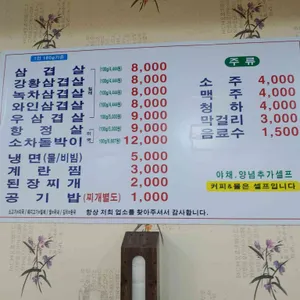 1인 180g기준
삼 겹 살 8,000
강황삼겹살 8,000
녹차삼겹살 8,000
와인삼겹살 8,000
우 삼 겹 살 9,000
항 정 살 9,000
소차돌박이 12,000
냉 면(물/비빔) 5,000
계 란 찜 3,000
된 장 찌 개 2,000
공 기 밥 (찌개별도) 1,000
항상 저희 업소를 찾아주셔서 감사합니다.
주 류
소 주 4,000
맥 주 4,000
청 하 4,000
막걸리 3,000
음료수 1,500
야채.양념추가셀프
커피&물은 셀프입니다